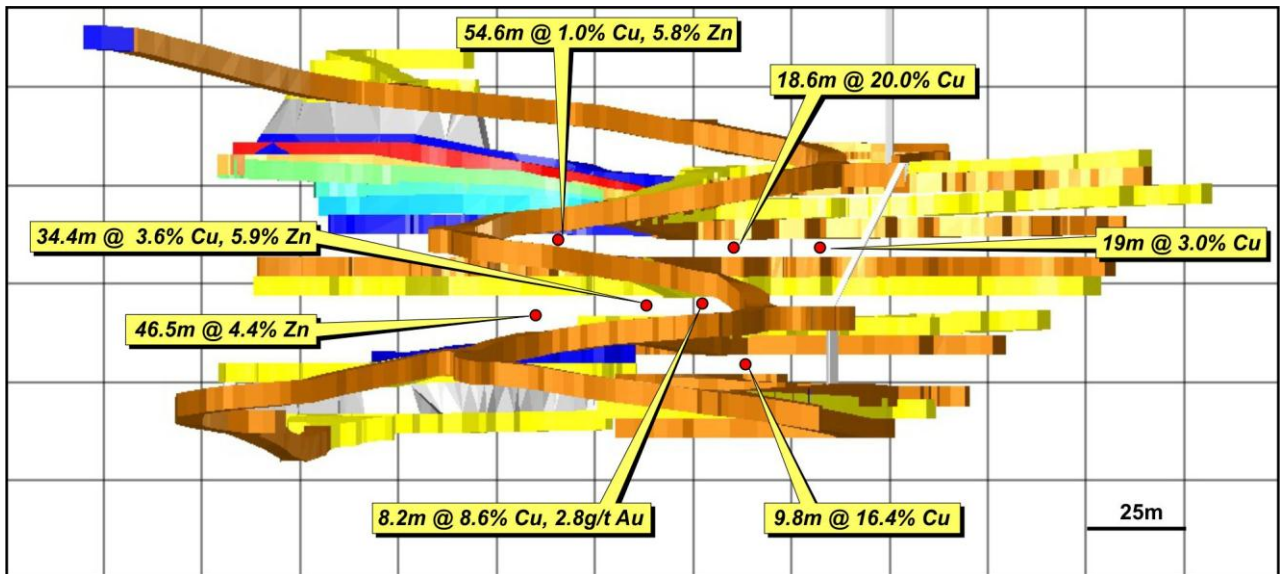 54.6m @ 1.0% Cu, 5.8% Zn
18.6m @ 20.0% Cu
34.4m @ 3.6% Cu, 5.9% Zn
19m @ 3.0% Cu
46.5m @ 4.4% Zn
8.2m @ 8.6% Cu, 2.8g/t Au
9.8m @ 16.4% Cu
25m